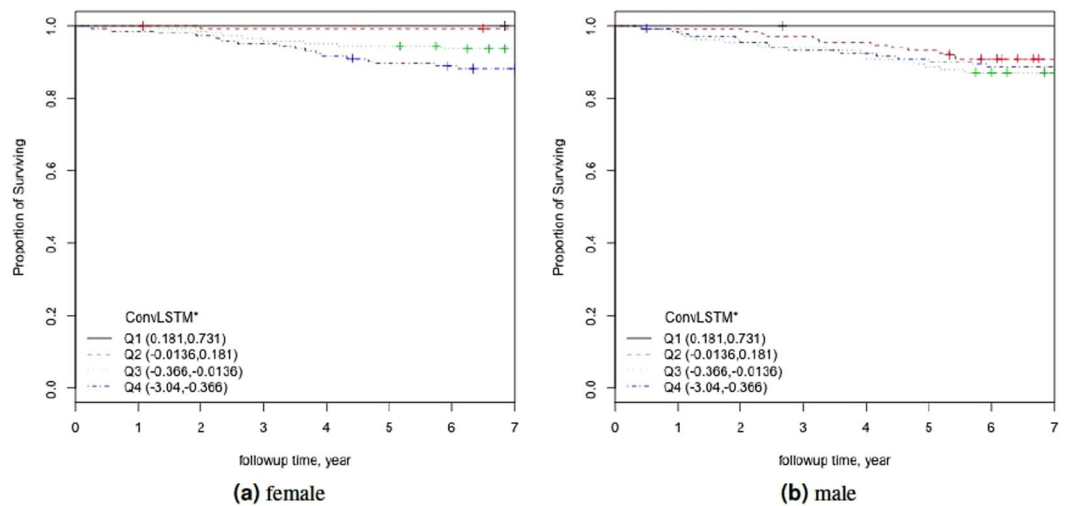 Proportion of Surviving
1.0
0.8
0.6
0.4
0.2
0.0
ConvLSTM*
Q1 (0.181,0.731)
Q2 (-0.0136,0.181)
Q3 (-0.366,-0.0136)
Q4 (-3.04,-0.366)
0 1 2 3 4 5 6 7
followup time, year
(a) female
Proportion of Surviving
1.0
0.8
0.6
0.4
0.2
0.0
ConvLSTM*
Q1 (0.181,0.731)
Q2 (-0.0136,0.181)
Q3 (-0.366,-0.0136)
Q4 (-3.04,-0.366)
0 1 2 3 4 5 6 7
followup time, year
(b) male